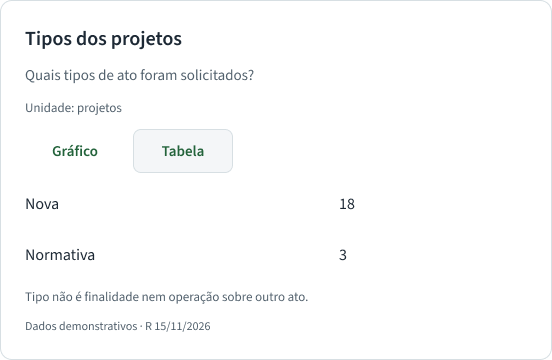 Tipos dos projetos
Quais tipos de ato foram solicitados?
Unidade: projetos
Gráfico Tabela
Nova 18
Normativa 3
Tipo não é finalidade nem operação sobre outro ato.
Dados demonstrativos · R 15/11/2026